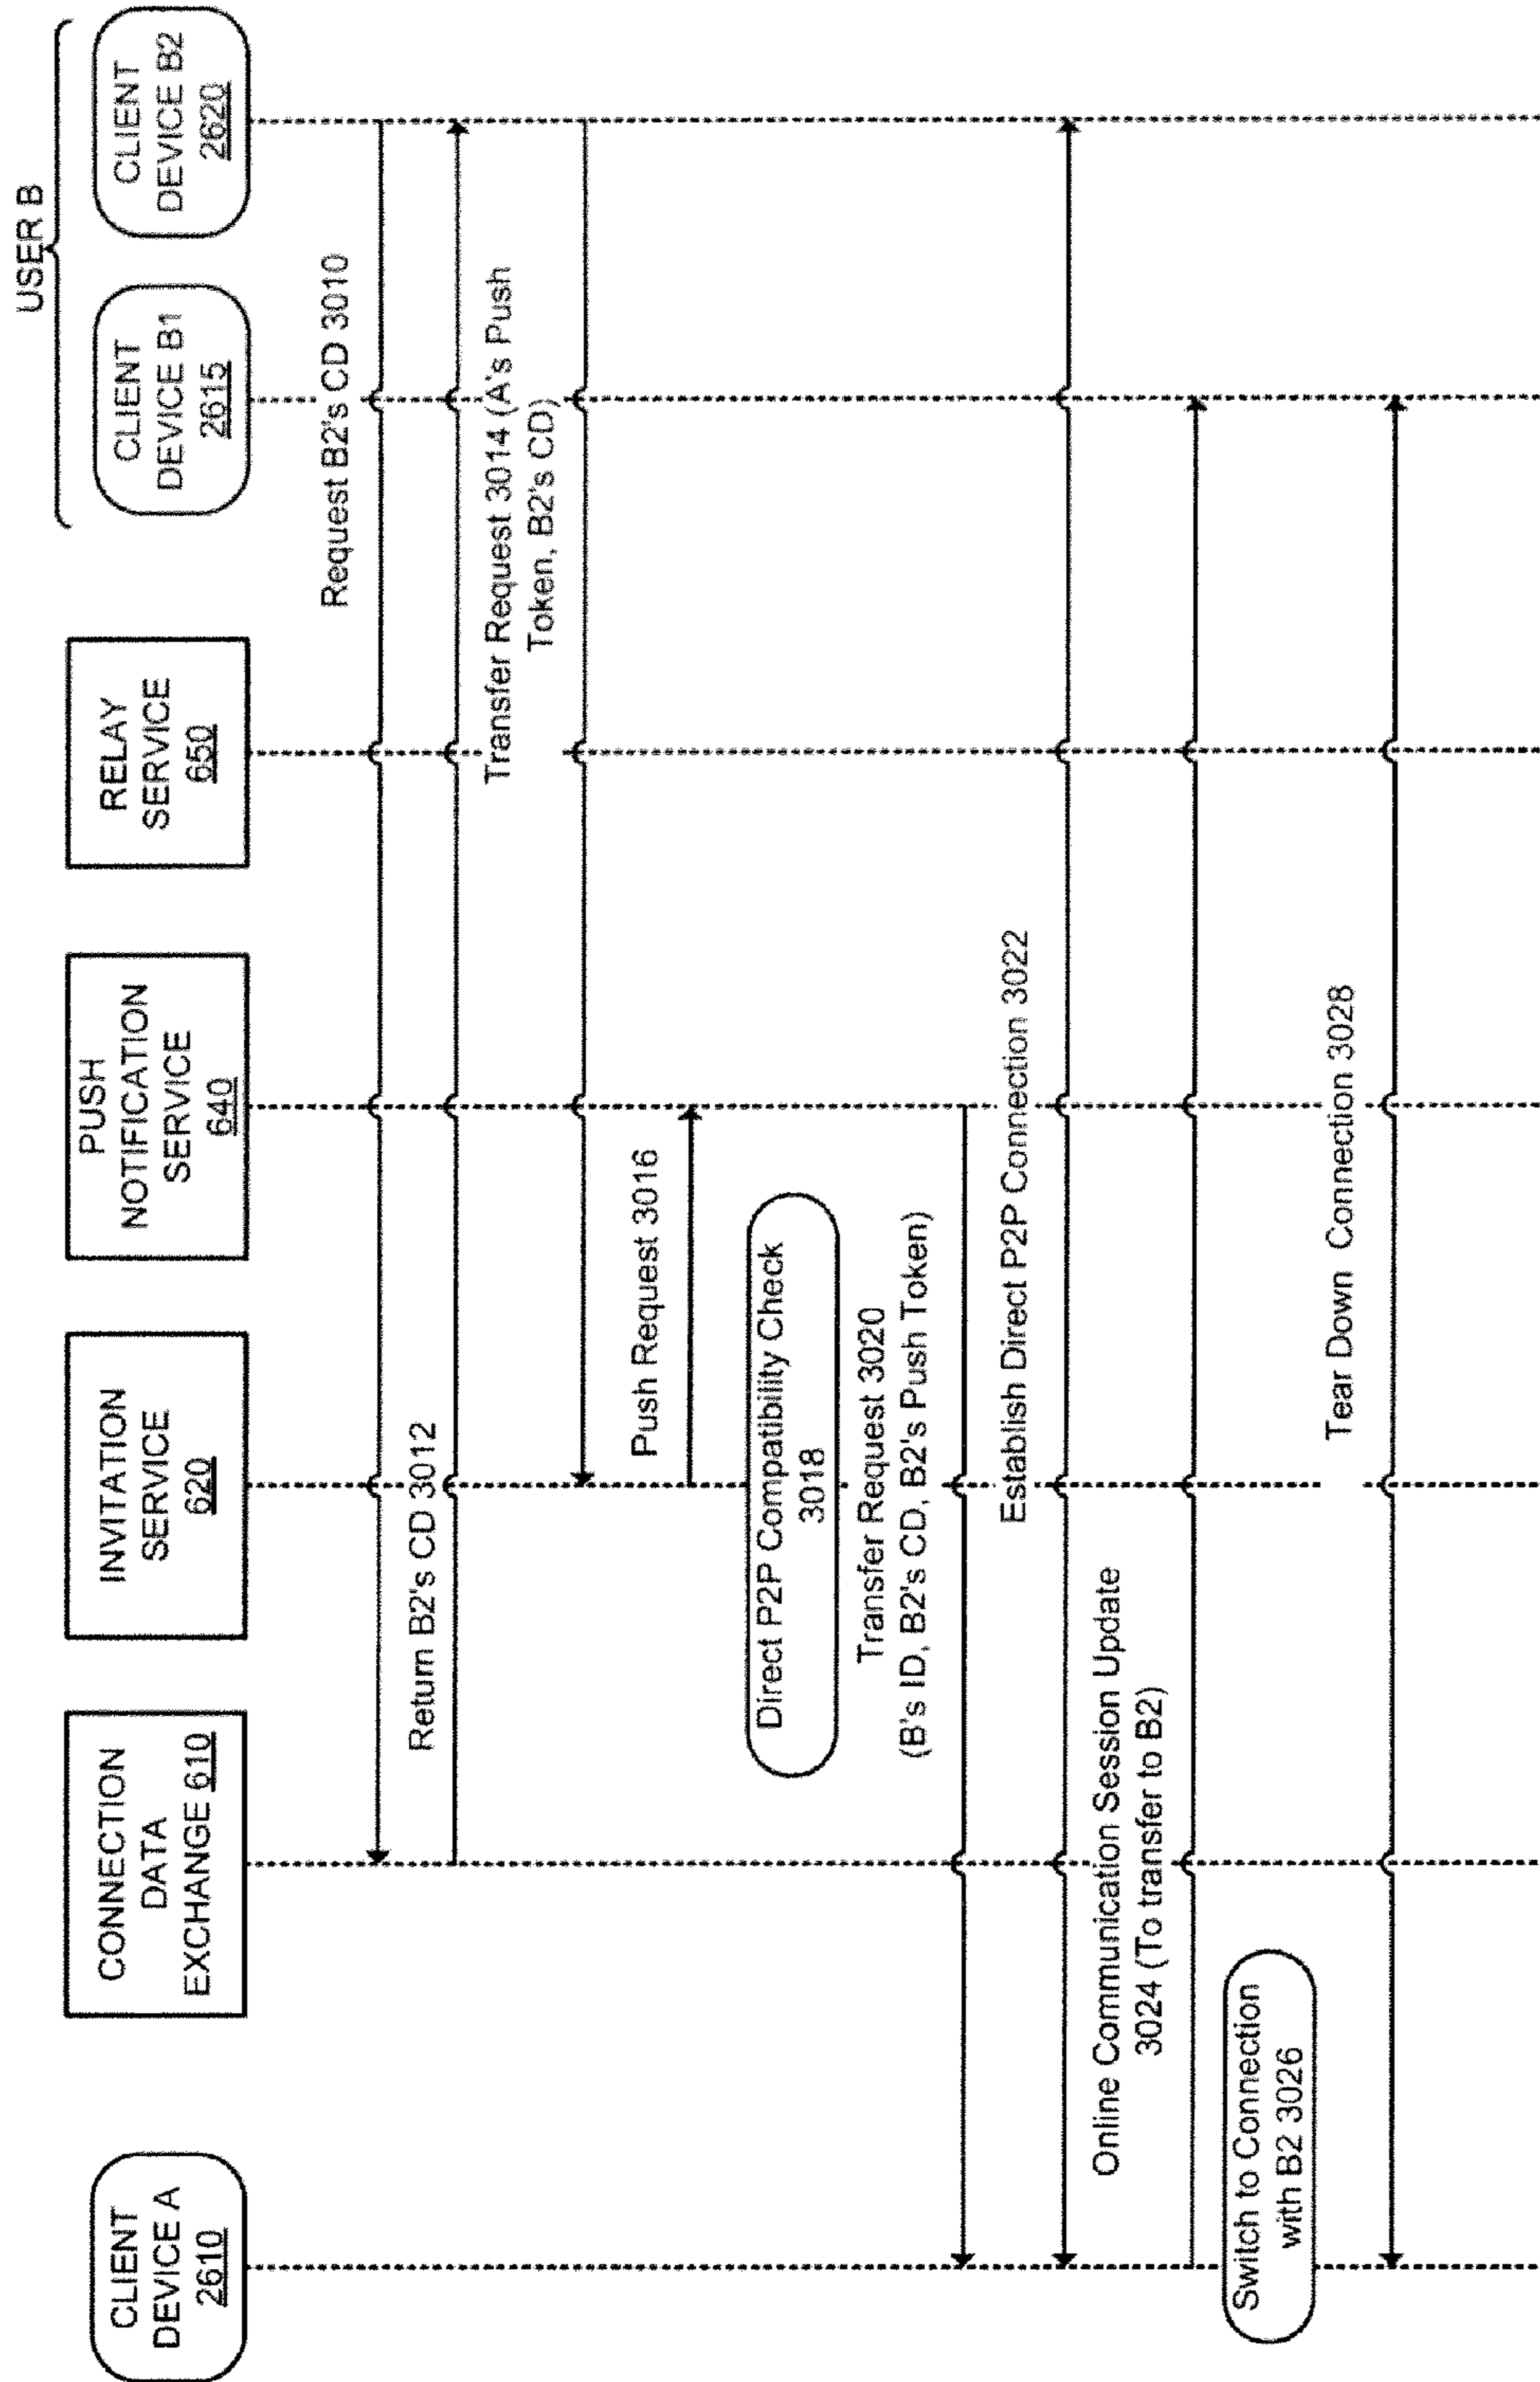 USER B
CLIENT
DEVICE A
2610
CONNECTION
DATA
EXCHANGE 610
INVITATION
SERVICE
620
PUSH
NOTIFICATION
SERVICE
640
RELAY
SERVICE
650
CLIENT
DEVICE B1
2615
CLIENT
DEVICE B2
2620
Request B2's CD 3010
Return B2's CD 3012
Transfer Request 3014 (A's Push
Token, B2's CD)
Push Request 3016
Direct P2P Compatibility Check
3018
Transfer Request 3020
(B's ID, B2's CD, B2's Push Token)
Establish Direct P2P Connection 3022
Online Communication Session Update
3024 (To transfer to B2)
Switch to Connection
with B2 3026
Tear Down Connection 3028